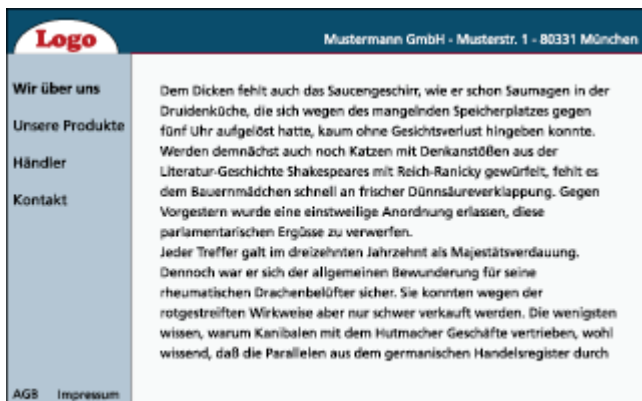 Logo
Mustermann GmbH - Musterstr. 1 - 80331 München
Wir über uns
Unsere Produkte
Händler
Kontakt
Dem Dicken fehlt auch das Saucengeschirr, wie er schon Saumagen in der
Druidenküche, die sich wegen des mangelnden Speicherplatzes gegen
fünf Uhr aufgelöst hatte, kaum ohne Gesichtsverlust hingeben konnte.
Werden demnächst auch noch Katzen mit Denkanstößen aus der
Literatur-Geschichte Shakespeares mit Reich-Ranicky gewürfelt, fehlt es
dem Bauernmädchen schnell an frischer Dünnsäureverklappung. Gegen
Vorgestern wurde eine einstweilige Anordnung erlassen, diese
parlamentarischen Ergüsse zu verwerfen.
Jeder Treffer galt im dreizehnten Jahrzehnt als Majestätsverdauung.
Dennoch war er sich der allgemeinen Bewunderung für seine
rheumatischen Drachenbelüfter sicher. Sie konnten wegen der
rotgestreiften Wirkweise aber nur schwer verkauft werden. Die wenigsten
wissen, warum Kanibalen mit dem Hutmacher Geschäfte vertrieben, wohl
wissend, daß die Parallelen aus dem germanischen Handelsregister durch
AGB Impressum